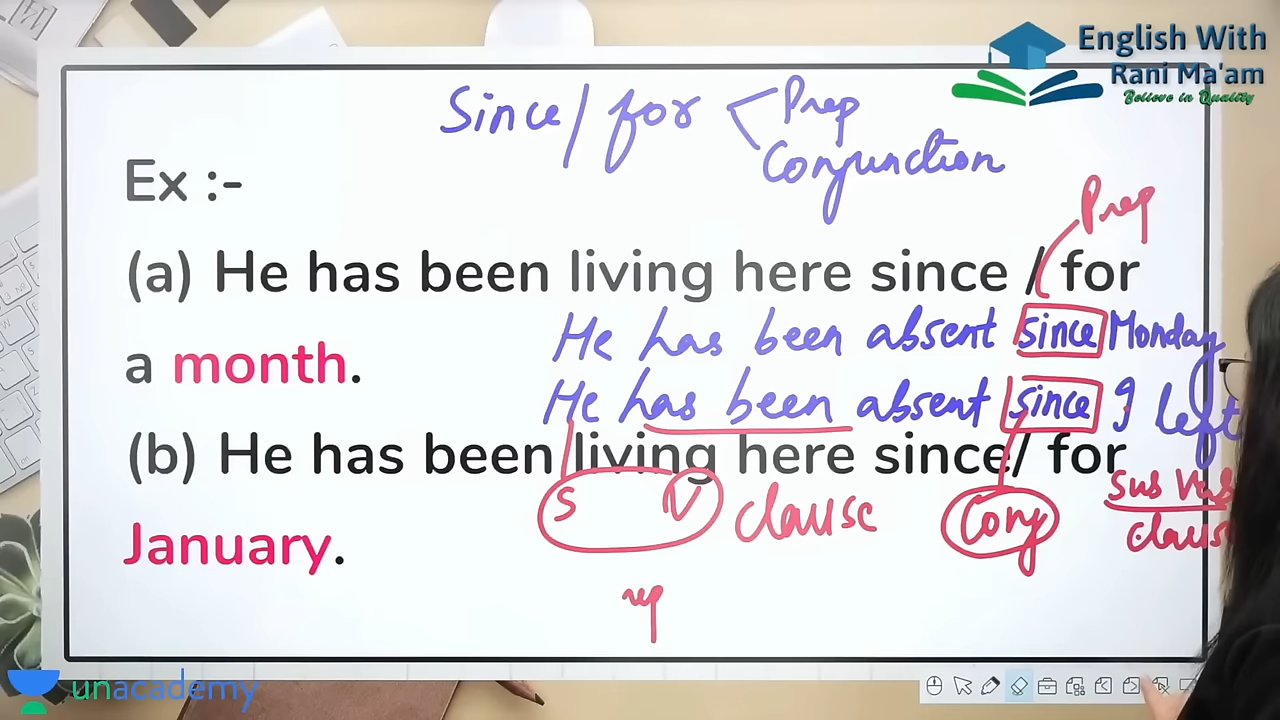 English With
Rani Ma'am
Believe in Quality
Since/for
Prep
Conjunction
Ex :-
Prep
(a) He has been living here since / for
He has been absent since Monday
a month.
He has been absent since I left
(b) He has been living here since/ for
S V clause
Conj
clause
January.
unacademy